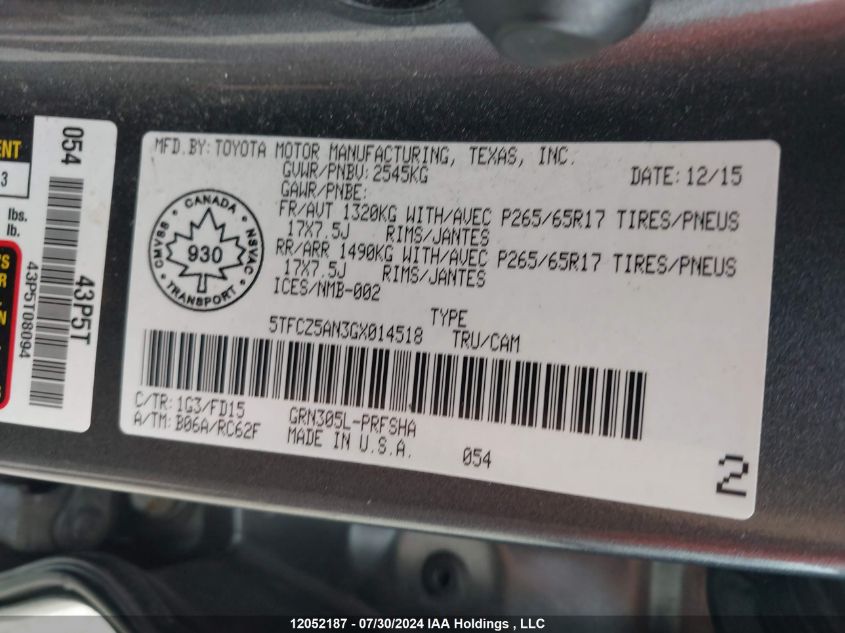 ENT
3
lbs.
lb.
'S
R
N
054
43P5T
43P5T08094
MFD.BY: TOYOTA MOTOR MANUFACTURING, TEXAS, INC.
GVWR/PNBV: 2545KG
DATE: 12/15
GAWR/PNBE:
FR/AVT 1320KG WITH/AVEC P265/65R17 TIRES/PNEUS
17X7.5J RIMS/JANTES
RR/ARR 1490KG WITH/AVEC P265/65R17 TIRES/PNEUS
17X7.5J RIMS/JANTES
ICES/NMB-002
CANADA
CMVSS
NSVAC
930
TRANSPORT
TYPE
5TFCZ5AN3GX014518 TRU/CAM
C/TR: 1G3/FD15
A/TM: B06A/RC62F
GRN305L-PRFSHA
MADE IN U.S.A.
054
2
12052187 - 07/30/2024 IAA Holdings , LLC